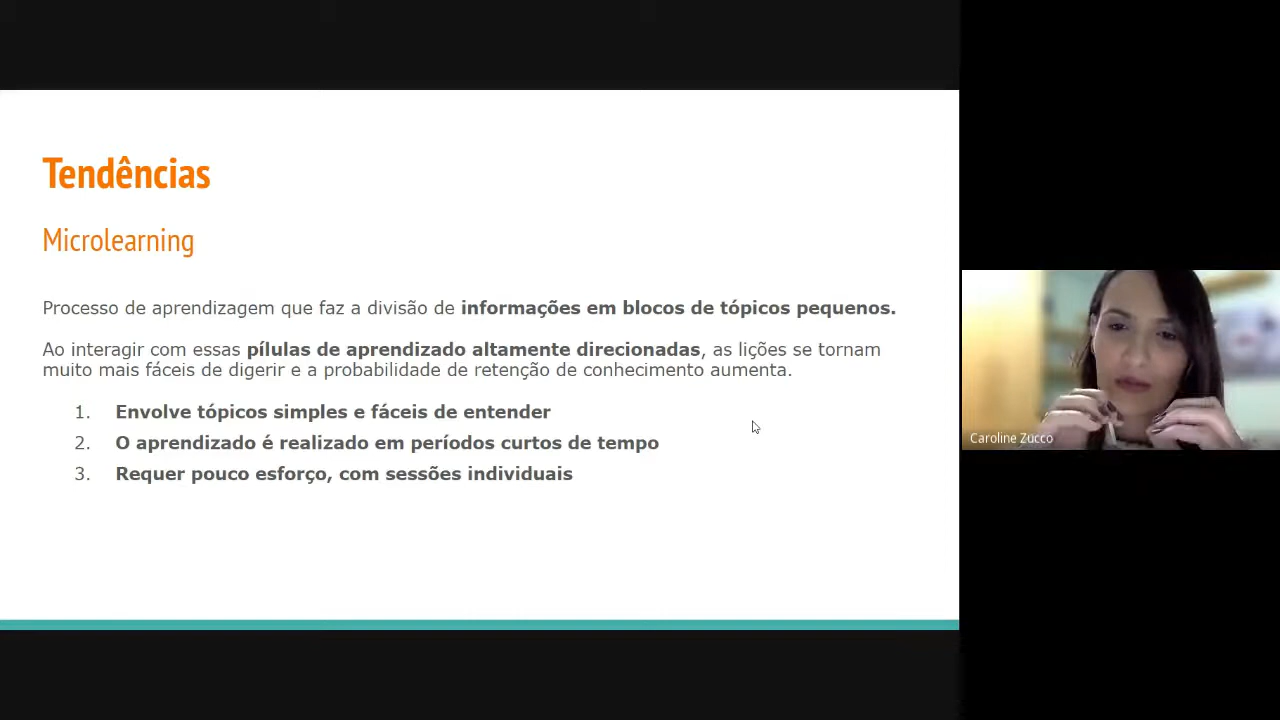 Tendências
Microlearning
Processo de aprendizagem que faz a divisão de informações em blocos de tópicos pequenos.
Ao interagir com essas pílulas de aprendizado altamente direcionadas, as lições se tornam
muito mais fáceis de digerir e a probabilidade de retenção de conhecimento aumenta.
1. Envolve tópicos simples e fáceis de entender
2. O aprendizado é realizado em períodos curtos de tempo
3. Requer pouco esforço, com sessões individuais
Caroline Zucco